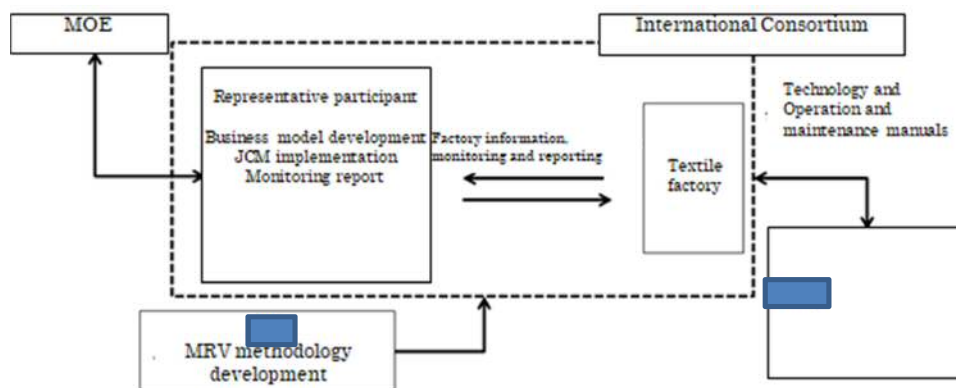 MOE
International Consortium
Representative participant
Business model development
JCM implementation
Monitoring report
Factory information,
monitoring and reporting
Textile
factory
Technology and
Operation and
maintenance manuals
MRV methodology
development